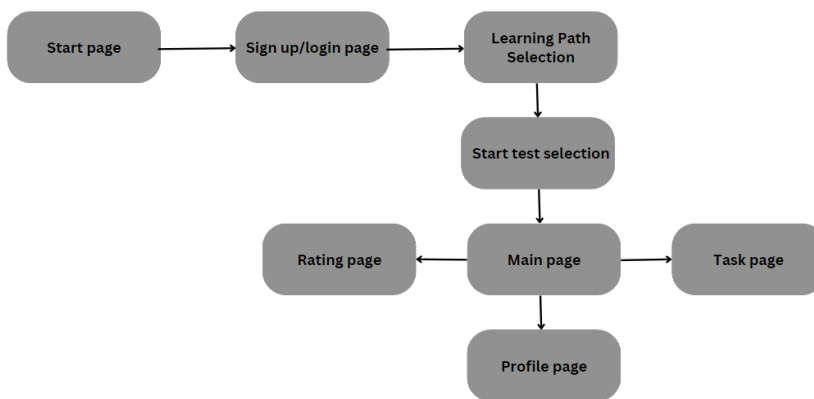 Start page
Sign up/login page
Learning Path
Selection
Start test selection
Rating page
Main page
Task page
Profile page